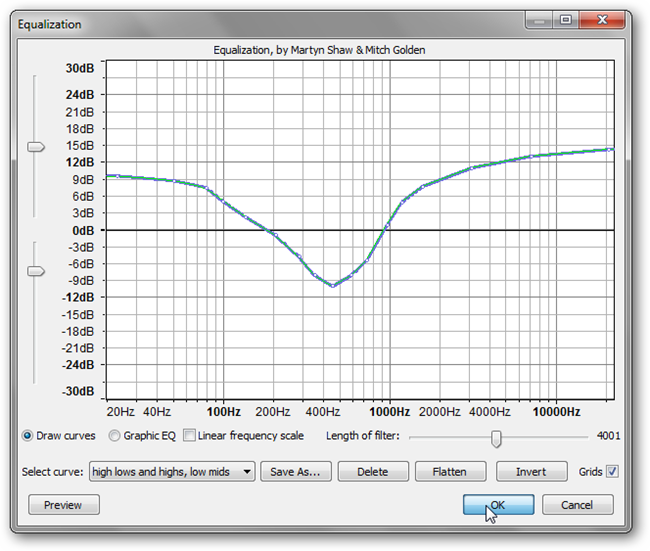 Equalization
Equalization, by Martyn Shaw & Mitch Golden
30dB
24dB
21dB
18dB
15dB
12dB
9dB
6dB
3dB
0dB
-3dB
-6dB
-9dB
-12dB
-15dB
-18dB
-21dB
-24dB
-30dB
20Hz 40Hz 100Hz 200Hz 400Hz 1000Hz 2000Hz 4000Hz 10000Hz
Draw curves Graphic EQ Linear frequency scale Length of filter: 4001
Select curve: high lows and highs, low mids Save As... Delete Flatten Invert Grids
Preview OK Cancel